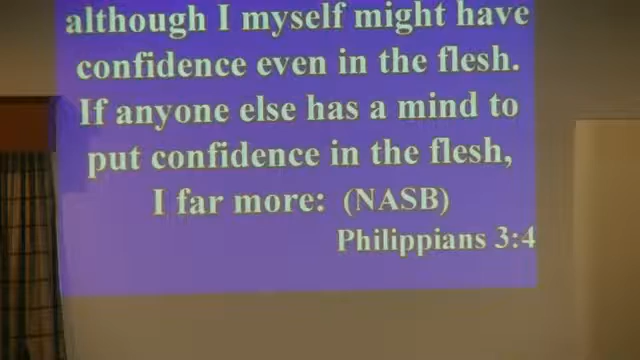 although I myself might have
confidence even in the flesh.
If anyone else has a mind to
put confidence in the flesh,
I far more: (NASB)
Philippians 3:4